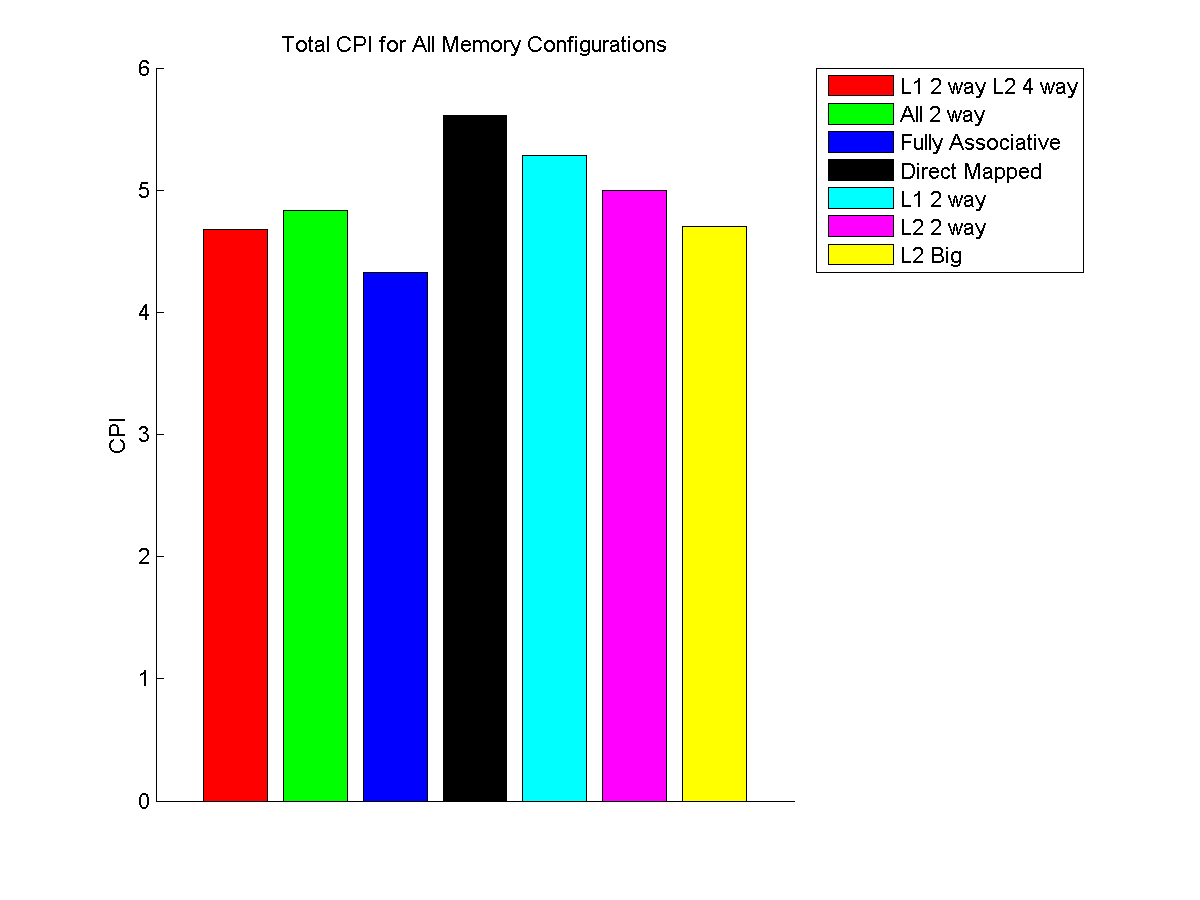 Total CPI for All Memory Configurations
6
5
4
3
2
1
0
CPI
L1 2 way L2 4 way
All 2 way
Fully Associative
Direct Mapped
L1 2 way
L2 2 way
L2 Big